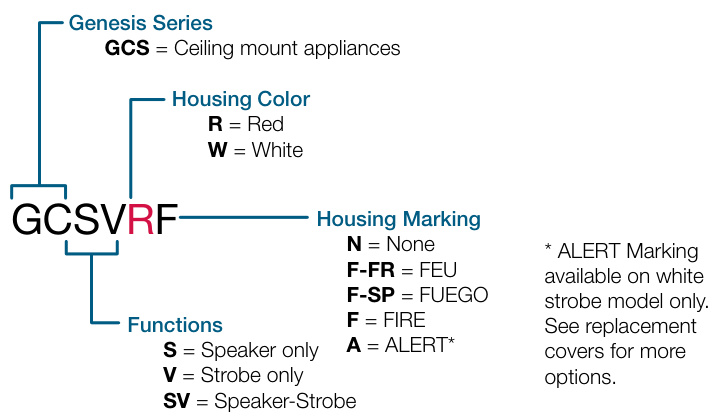 Genesis Series
GCS = Ceiling mount appliances
Housing Color
R = Red
W = White
GCSVRF
Housing Marking
N = None
F-FR = FEU
F-SP = FUEGO
F = FIRE
A = ALERT*
* ALERT Marking
available on white
strobe model only.
See replacement
covers for more
options.
Functions
S = Speaker only
V = Strobe only
SV = Speaker-Strobe